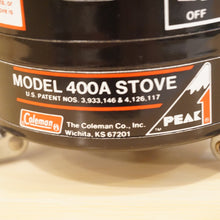 OFF
MODEL 400A STOVE
U.S. PATENT NOS. 3,933,146 & 4,126,117
Coleman
The Coleman Co., Inc.
Wichita, KS 67201
PEAK 1
™